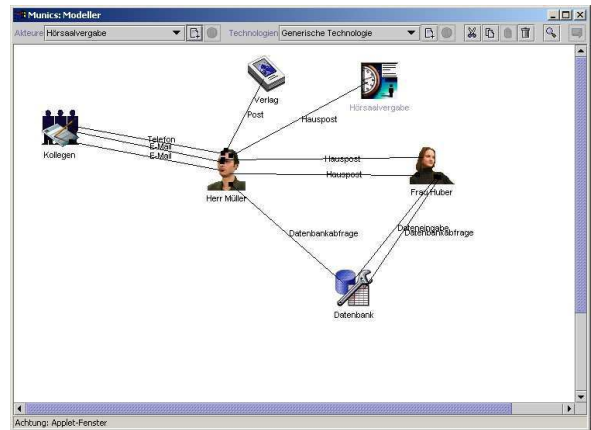 Munics: Modeller
Akteure Hörsaalvergabe Technologien Generische Technologie
Verlag
Hörsaalvergabe
Post
Hauspost
Kollegen
Telefon
E-Mail
E-Mail
Hauspost
Hauspost
Herr Müller
Frau Huber
Datenbankabfrage
Dateneingabe
Datenbankabfrage
Datenbank
Achtung: Applet-Fenster